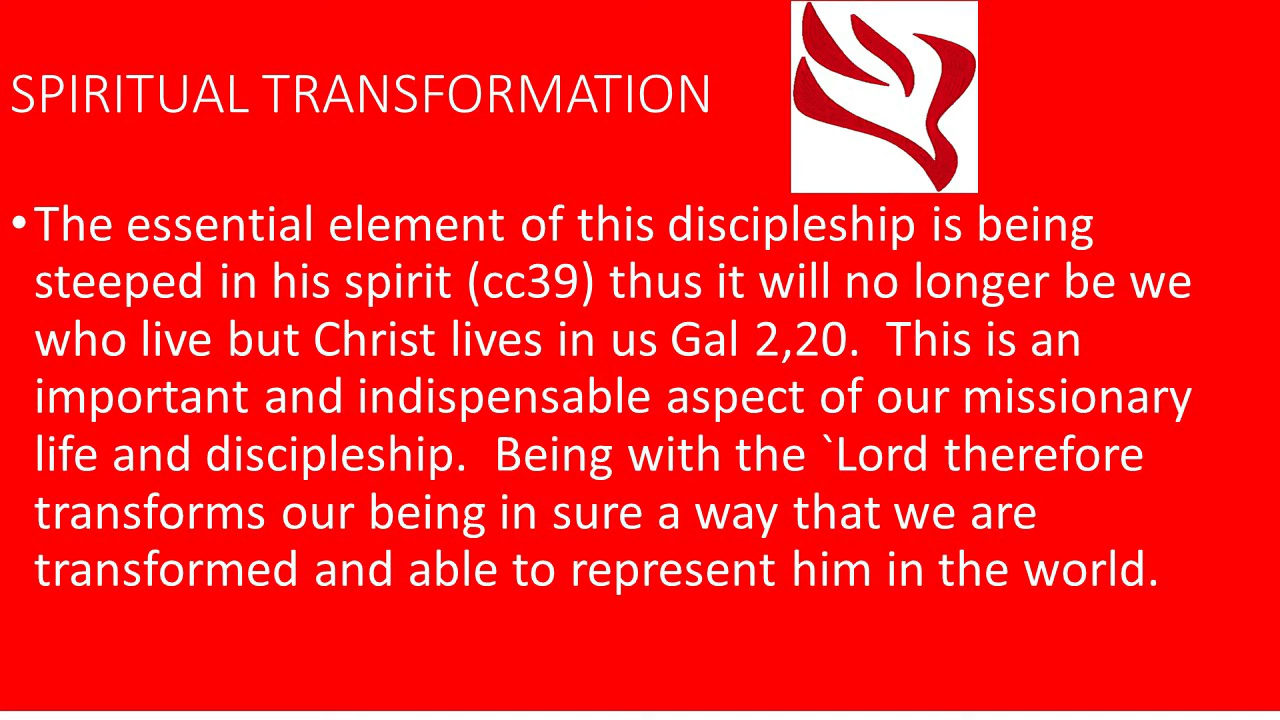 SPIRITUAL TRANSFORMATION
• The essential element of this discipleship is being
steeped in his spirit (cc39) thus it will no longer be we
who live but Christ lives in us Gal 2,20.  This is an
important and indispensable aspect of our missionary
life and discipleship.  Being with the `Lord therefore
transforms our being in sure a way that we are
transformed and able to represent him in the world.